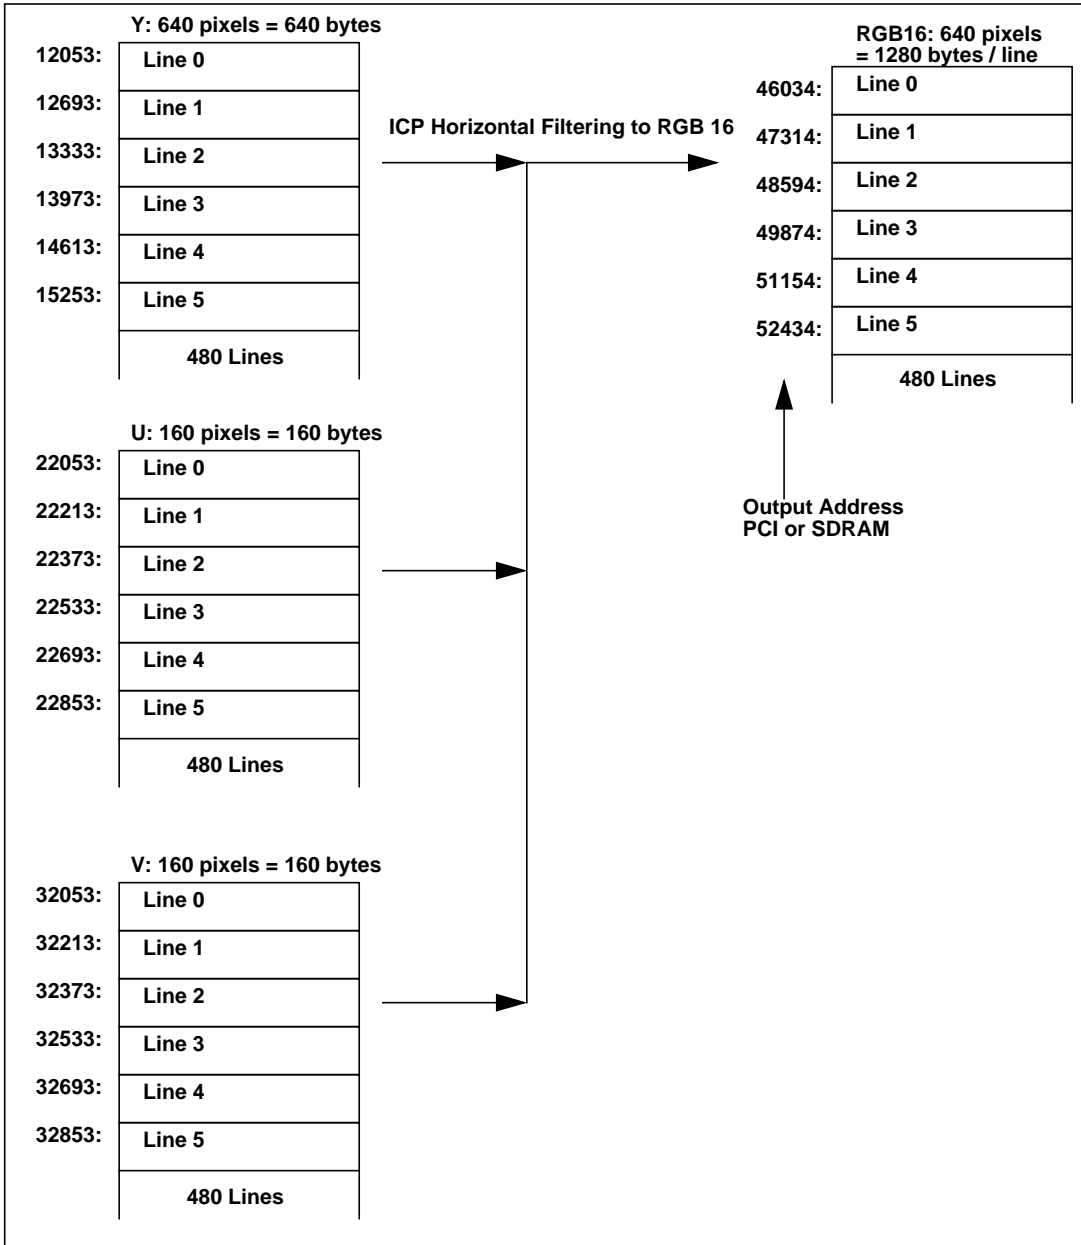 Y: 640 pixels = 640 bytes
12053: Line 0
12693: Line 1
13333: Line 2
13973: Line 3
14613: Line 4
15253: Line 5
480 Lines
ICP Horizontal Filtering to RGB 16
RGB16: 640 pixels
= 1280 bytes / line
46034: Line 0
47314: Line 1
48594: Line 2
49874: Line 3
51154: Line 4
52434: Line 5
480 Lines
Output Address
PCI or SDRAM
U: 160 pixels = 160 bytes
22053: Line 0
22213: Line 1
22373: Line 2
22533: Line 3
22693: Line 4
22853: Line 5
480 Lines
V: 160 pixels = 160 bytes
32053: Line 0
32213: Line 1
32373: Line 2
32533: Line 3
32693: Line 4
32853: Line 5
480 Lines